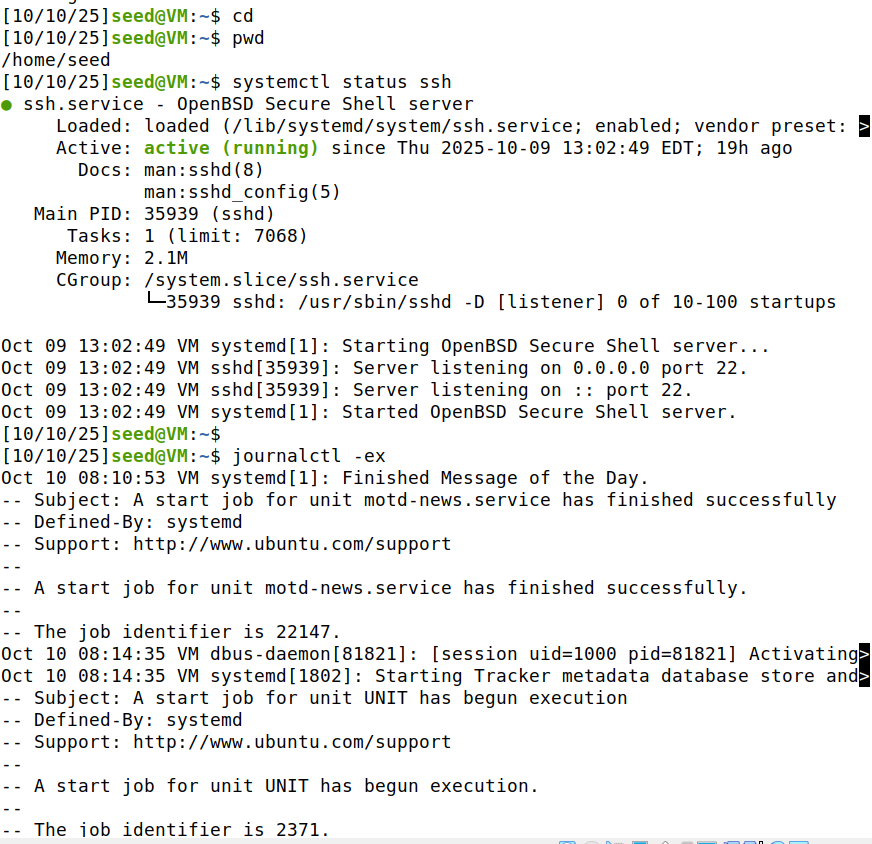 [10/10/25]seed@VM:~$ cd
[10/10/25]seed@VM:~$ pwd
/home/seed
[10/10/25]seed@VM:~$ systemctl status ssh
● ssh.service - OpenBSD Secure Shell server
     Loaded: loaded (/lib/systemd/system/ssh.service; enabled; vendor preset: >
     Active: active (running) since Thu 2025-10-09 13:02:49 EDT; 19h ago
       Docs: man:sshd(8)
             man:sshd_config(5)
   Main PID: 35939 (sshd)
      Tasks: 1 (limit: 7068)
     Memory: 2.1M
     CGroup: /system.slice/ssh.service
             └─35939 sshd: /usr/sbin/sshd -D [listener] 0 of 10-100 startups

Oct 09 13:02:49 VM systemd[1]: Starting OpenBSD Secure Shell server...
Oct 09 13:02:49 VM sshd[35939]: Server listening on 0.0.0.0 port 22.
Oct 09 13:02:49 VM sshd[35939]: Server listening on :: port 22.
Oct 09 13:02:49 VM systemd[1]: Started OpenBSD Secure Shell server.
[10/10/25]seed@VM:~$
[10/10/25]seed@VM:~$ journalctl -ex
Oct 10 08:10:53 VM systemd[1]: Finished Message of the Day.
-- Subject: A start job for unit motd-news.service has finished successfully
-- Defined-By: systemd
-- Support: http://www.ubuntu.com/support
--
-- A start job for unit motd-news.service has finished successfully.
--
-- The job identifier is 22147.
Oct 10 08:14:35 VM dbus-daemon[81821]: [session uid=1000 pid=81821] Activating>
Oct 10 08:14:35 VM systemd[1802]: Starting Tracker metadata database store and>
-- Subject: A start job for unit UNIT has begun execution
-- Defined-By: systemd
-- Support: http://www.ubuntu.com/support
--
-- A start job for unit UNIT has begun execution.
--
-- The job identifier is 2371.